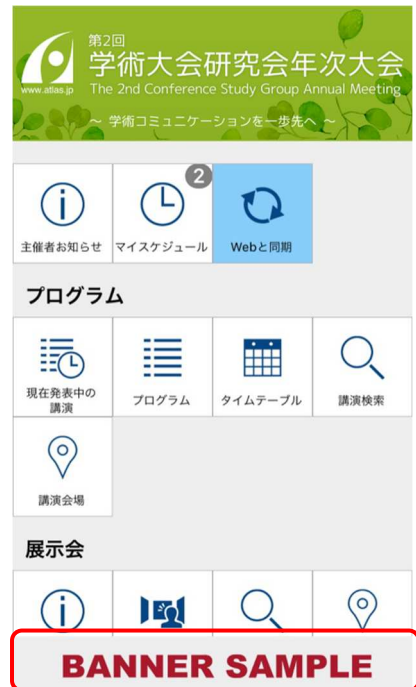 第2回
学術大会研究会年次大会
www.atlas.jp
The 2nd Conference Study Group Annual Meeting
～ 学術コミュニケーションを一歩先へ ～
2
主催者お知らせ
マイスケジュール
Webと同期
プログラム
現在発表中の
講演
プログラム
タイムテーブル
講演検索
講演会場
展示会
BANNER SAMPLE